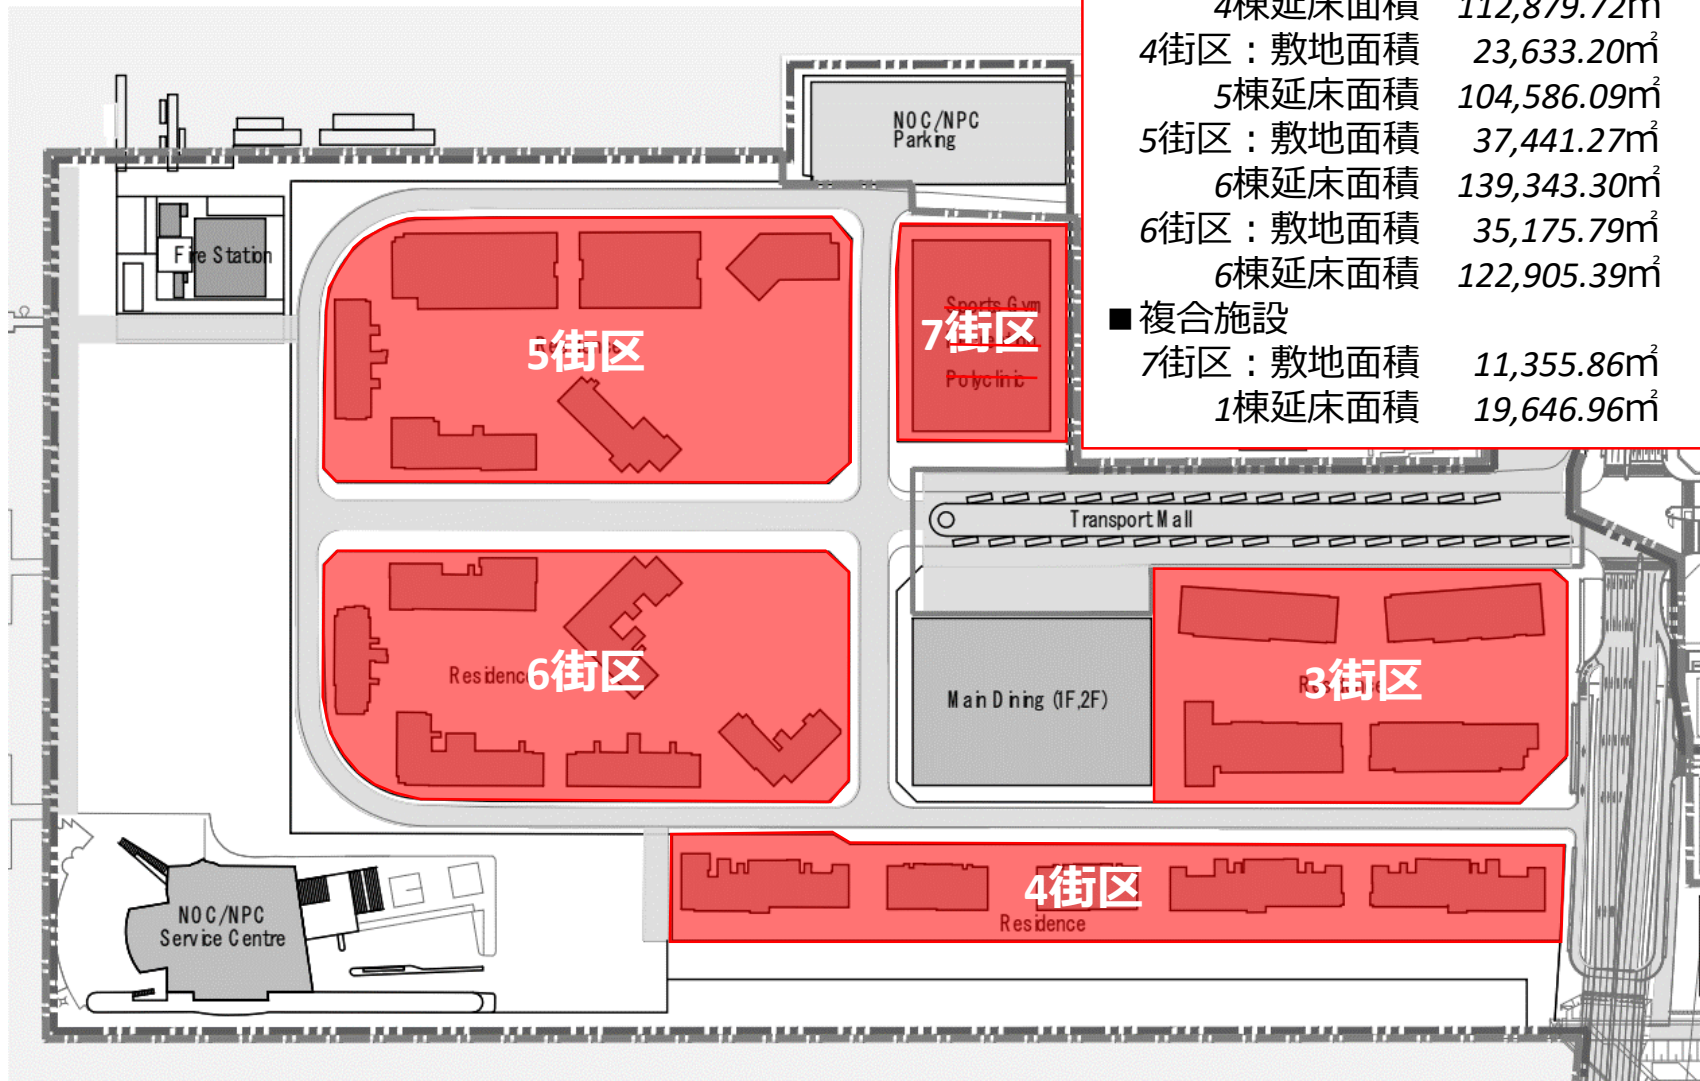 4棟延床面積 112,879.72㎡
4街区：敷地面積 23,633.20㎡
5棟延床面積 104,586.09㎡
5街区：敷地面積 37,441.27㎡
6棟延床面積 139,343.30㎡
6街区：敷地面積 35,175.79㎡
6棟延床面積 122,905.39㎡
■複合施設
7街区：敷地面積 11,355.86㎡
1棟延床面積 19,646.96㎡
NOC/NPC
Parking
Fire Station
5街区
Sports Gym
7街区
Polyclinic
Transport Mall
Residence
6街区
Main Dining (1F,2F)
Residence
3街区
4街区
Residence
NOC/NPC
Service Centre